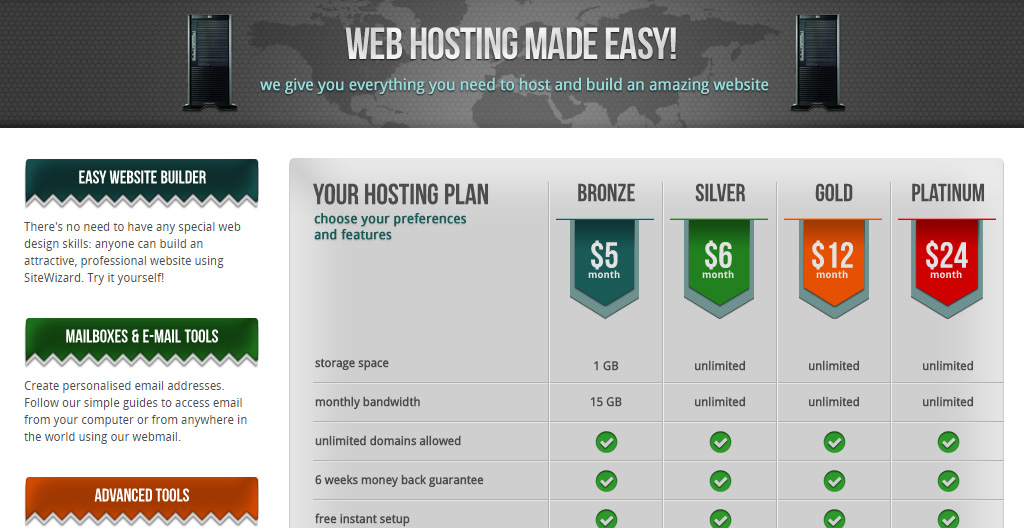 WEB HOSTING MADE EASY!
we give you everything you need to host and build an amazing website
EASY WEBSITE BUILDER
There's no need to have any special web
design skills: anyone can build an
attractive, professional website using
SiteWizard. Try it yourself!
MAILBOXES & E-MAIL TOOLS
Create personalised email addresses.
Follow our simple guides to access email
from your computer or from anywhere in
the world using our webmail.
ADVANCED TOOLS
YOUR HOSTING PLAN BRONZE SILVER GOLD PLATINUM
choose your preferences
and features
$5 $6 $12 $24
month month month month
storage space 1 GB unlimited unlimited unlimited
monthly bandwidth 15 GB unlimited unlimited unlimited
unlimited domains allowed
6 weeks money back guarantee
free instant setup